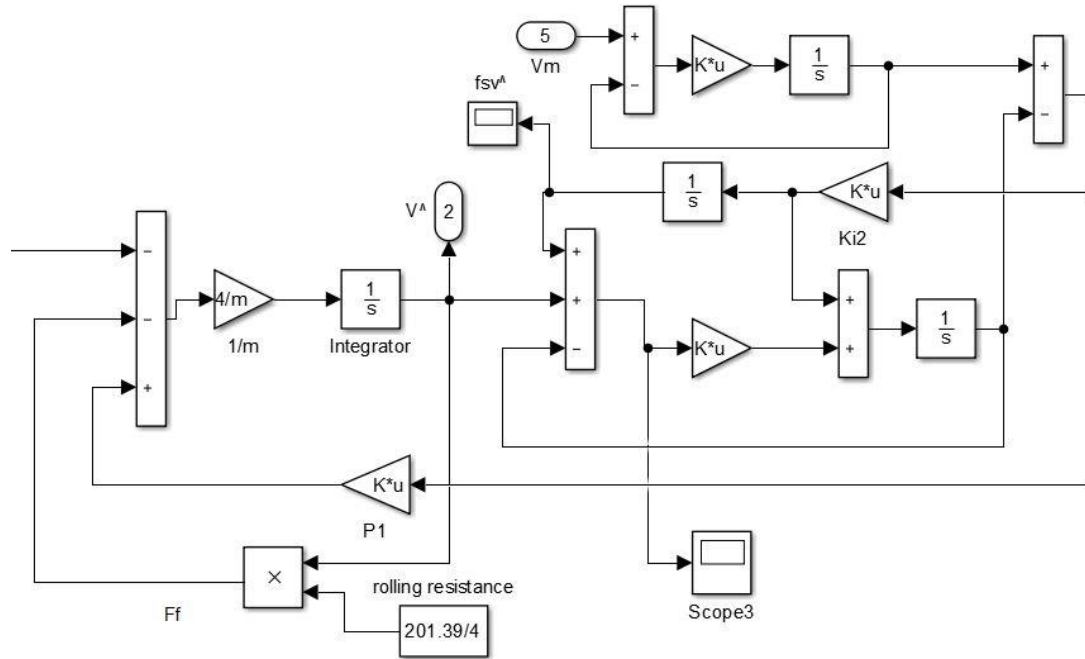 5
Vm
+
−
K*u
1
s
+
−
fsv^
1
s
K*u
Ki2
V^
2
−
−
+
4/m
1/m
1
s
Integrator
+
+
−
K*u
+
+
1
s
K*u
P1
×
Ff
rolling resistance
201.39/4
Scope3